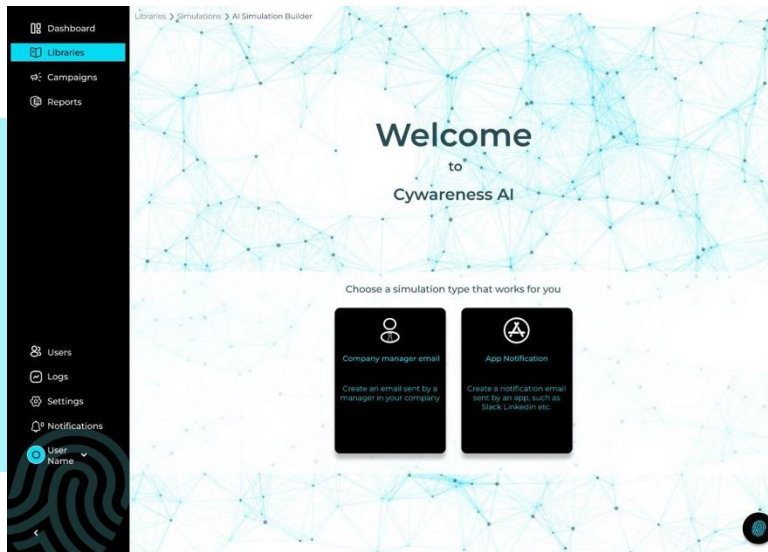 Libraries > Simulations > AI Simulation Builder
Dashboard
Libraries
Campaigns
Reports
Users
Logs
Settings
Notifications
User
Name
Welcome
to
Cywareness AI
Choose a simulation type that works for you
Company manager email
Create an email sent by a
manager in your company
App Notification
Create a notification email
sent by an app, such as
Slack Linkedin etc.